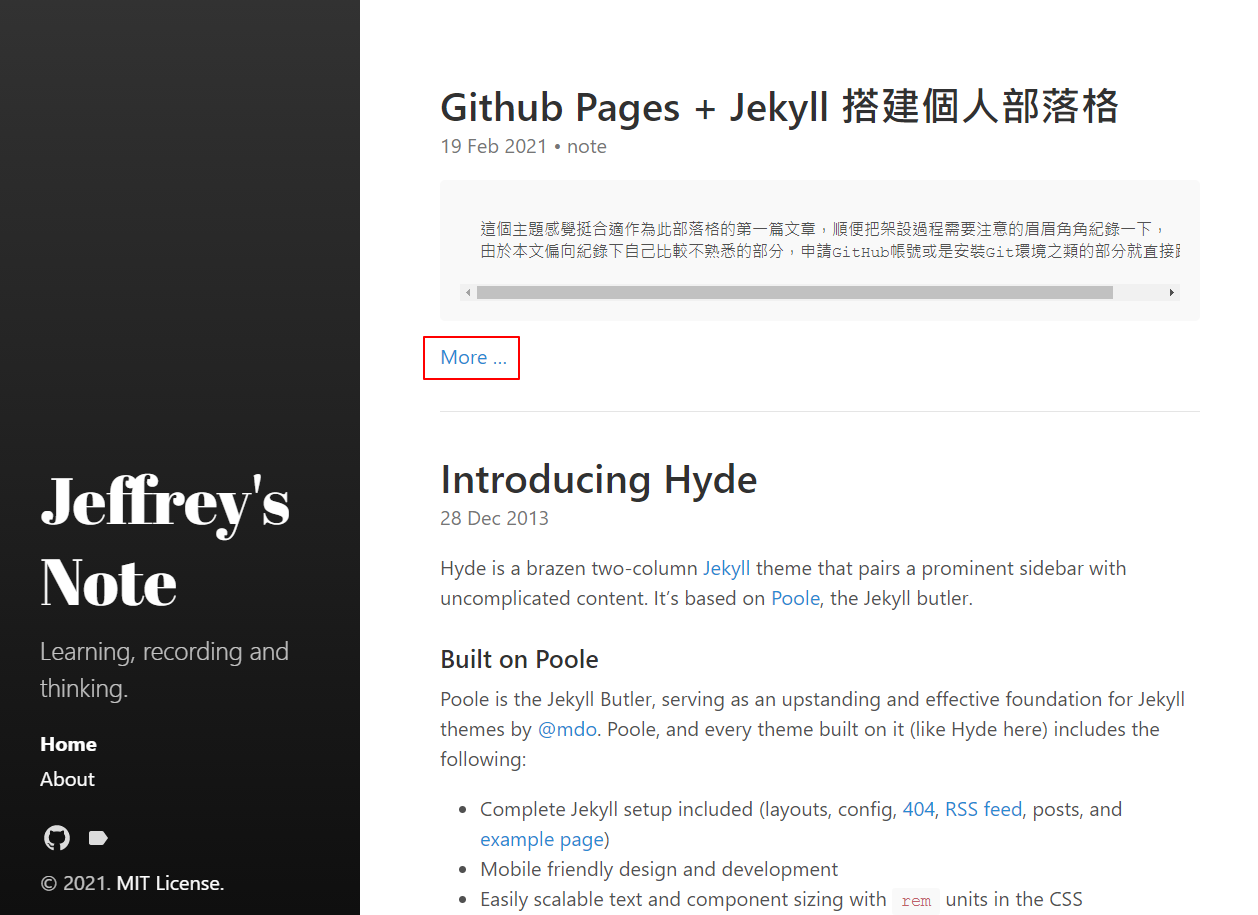 Jeffrey's
Note
Learning, recording and
thinking.
Home
About
© 2021. MIT License.
Github Pages + Jekyll 搭建個人部落格
19 Feb 2021 • note
這個主題感覺挺合適作為此部落格的第一篇文章，順便把架設過程需要注意的眉眉角角紀錄一下，
由於本文偏向紀錄下自己比較不熟悉的部分，申請GitHub帳號或是安裝Git環境之類的部分就直接
More ...
Introducing Hyde
28 Dec 2013
Hyde is a brazen two-column Jekyll theme that pairs a prominent sidebar with
uncomplicated content. It’s based on Poole, the Jekyll butler.
Built on Poole
Poole is the Jekyll Butler, serving as an upstanding and effective foundation for Jekyll
themes by @mdo. Poole, and every theme built on it (like Hyde here) includes the
following:
• Complete Jekyll setup included (layouts, config, 404, RSS feed, posts, and
example page)
• Mobile friendly design and development
• Easily scalable text and component sizing with rem units in the CSS